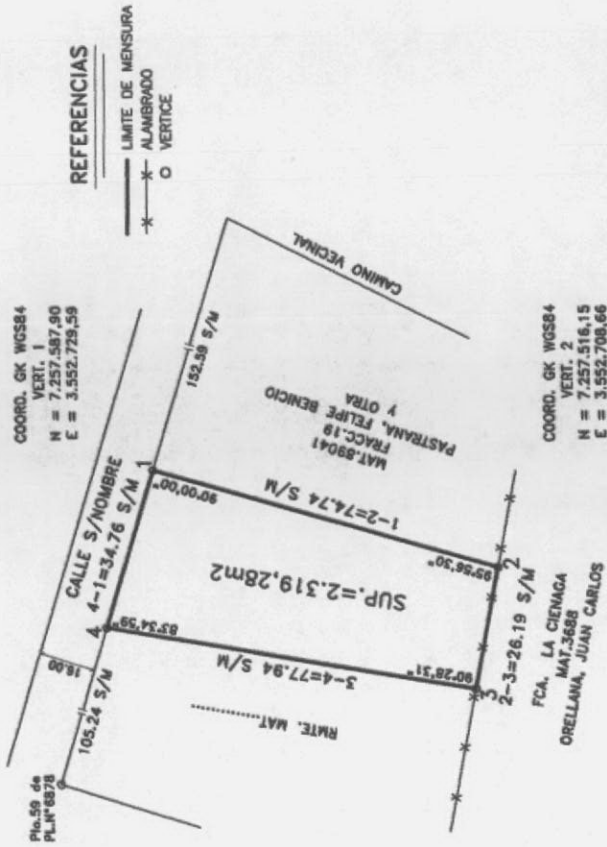 COORD. GK WGS84
VERT. 1
N = 7.257.587,90
E = 3.552.729,59
REFERENCIAS
LIMITE DE MENSURA
ALAMBRADO
VERTICE
Plo.59 de
PL.Nº6878
105.24 S/M
16.00
CALLE S/NOMBRE
4-1=34.76 S/M
4
1
152.59 S/M
CAMINO VECINAL
83'34,59"
90'00,00"
SUP.=2.319,28m2
3-4=77.94 S/M
1-2=74.74 S/M
RMTE. MAT..............
MAT.89041
FRACC.19
PASTRANA, FELIPE BENICIO
Y OTRA
90'28'31"
95'56,30"
3
2
2-3=26.19 S/M
FCA. LA CIENAGA
MAT.3688
ORELLANA, JUAN CARLOS
COORD. GK WGS84
VERT. 2
N = 7.257.516,15
E = 3.552.708,66